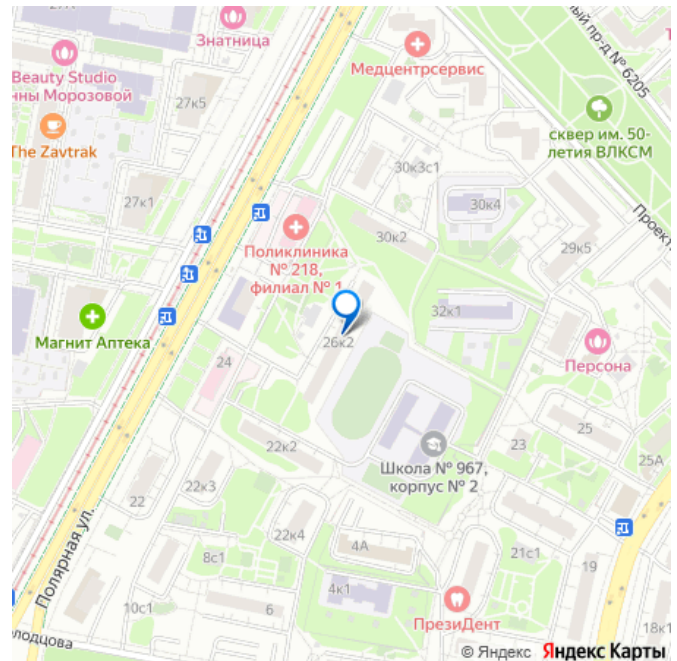 Знатница
Beauty Studio
нны Морозовой
27к5
The Zavtrak
27к1
Медцентрсервис
ый пр-д № 6205
сквер им. 50-
летия ВЛКСМ
30к3с1
30к4
Проект
30к2
29к5
Поликлиника
№ 218,
филиал № 1
32к1
Магнит Аптека
26к2
Персона
24
25
23
22к2
25А
Школа № 967,
корпус № 2
22к3
22
22к4
4А
21с1
19
8с1
4к1
Полярная ул.
10с1
6
ПрезиДент
18к1
олодцова
© Яндекс Яндекс Карты